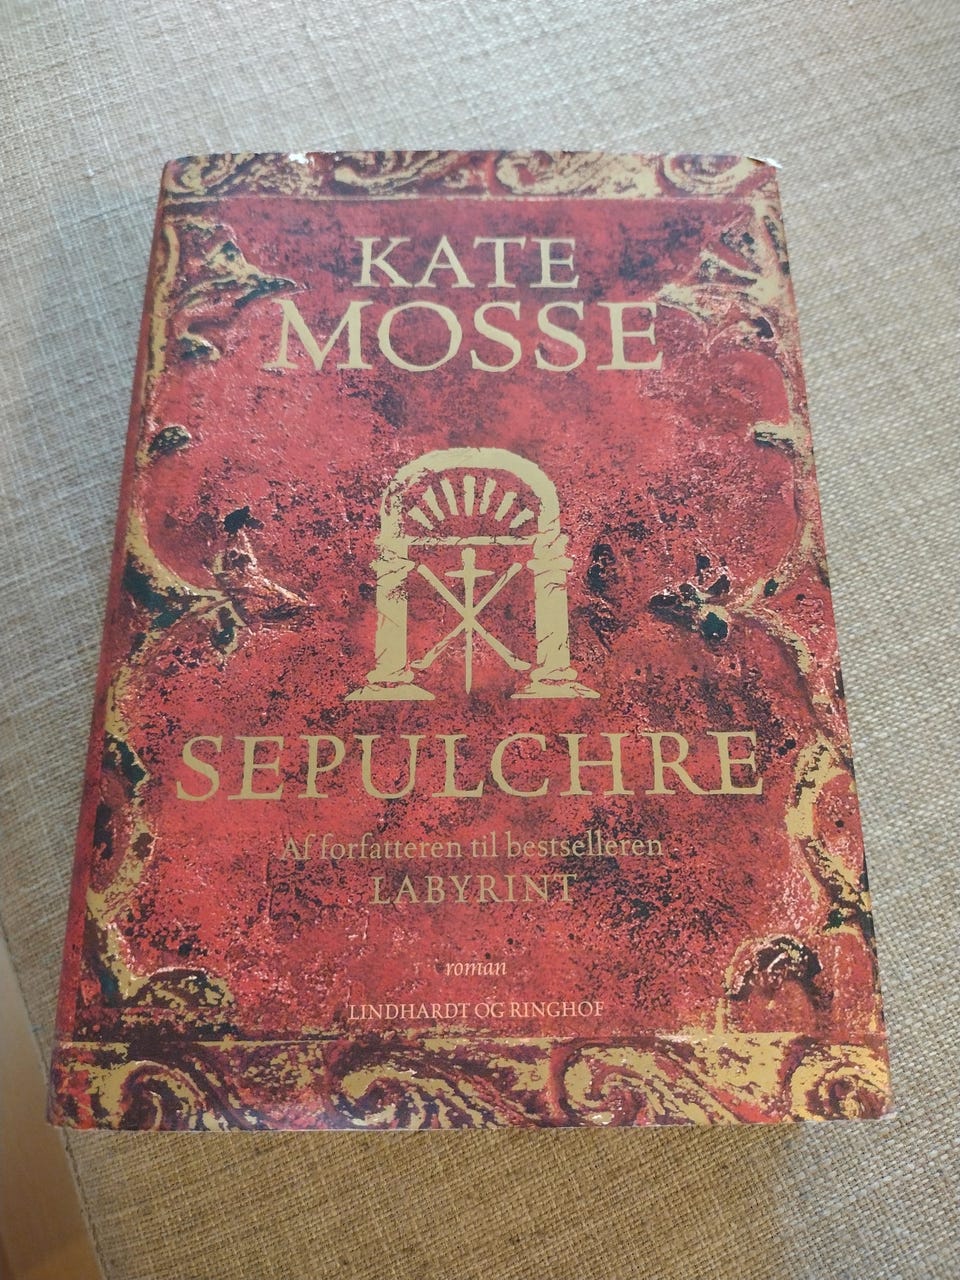 KATE
MOSSE
SEPULCHRE
Af forfatteren til bestselleren
LABYRINT
roman
LINDHARDT OG RINGHOF